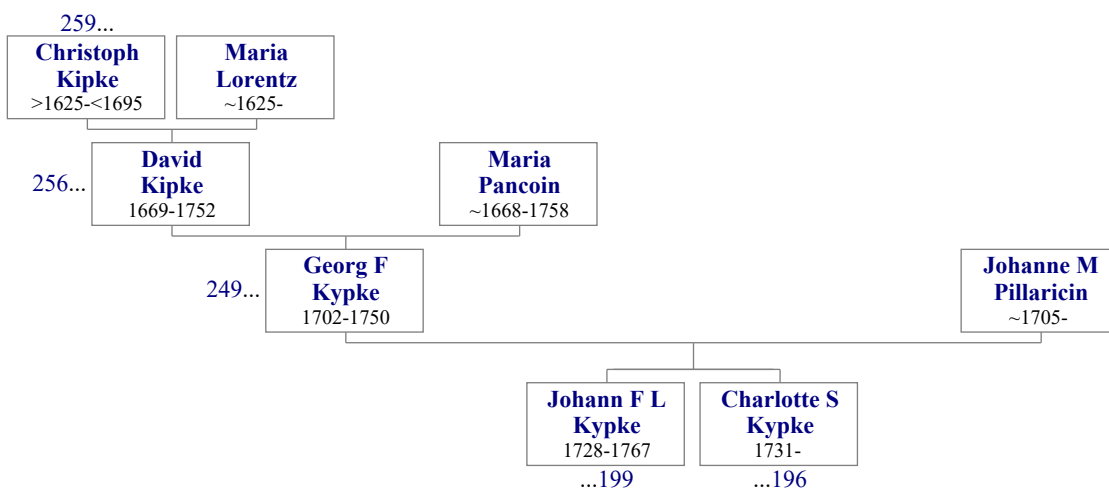 259...
Christoph
Kipke
>1625-<1695
Maria
Lorentz
~1625-
256...
David
Kipke
1669-1752
Maria
Pancoin
~1668-1758
249...
Georg F
Kypke
1702-1750
Johanne M
Pillaricin
~1705-
Johann F L
Kypke
1728-1767
...199
Charlotte S
Kypke
1731-
...196